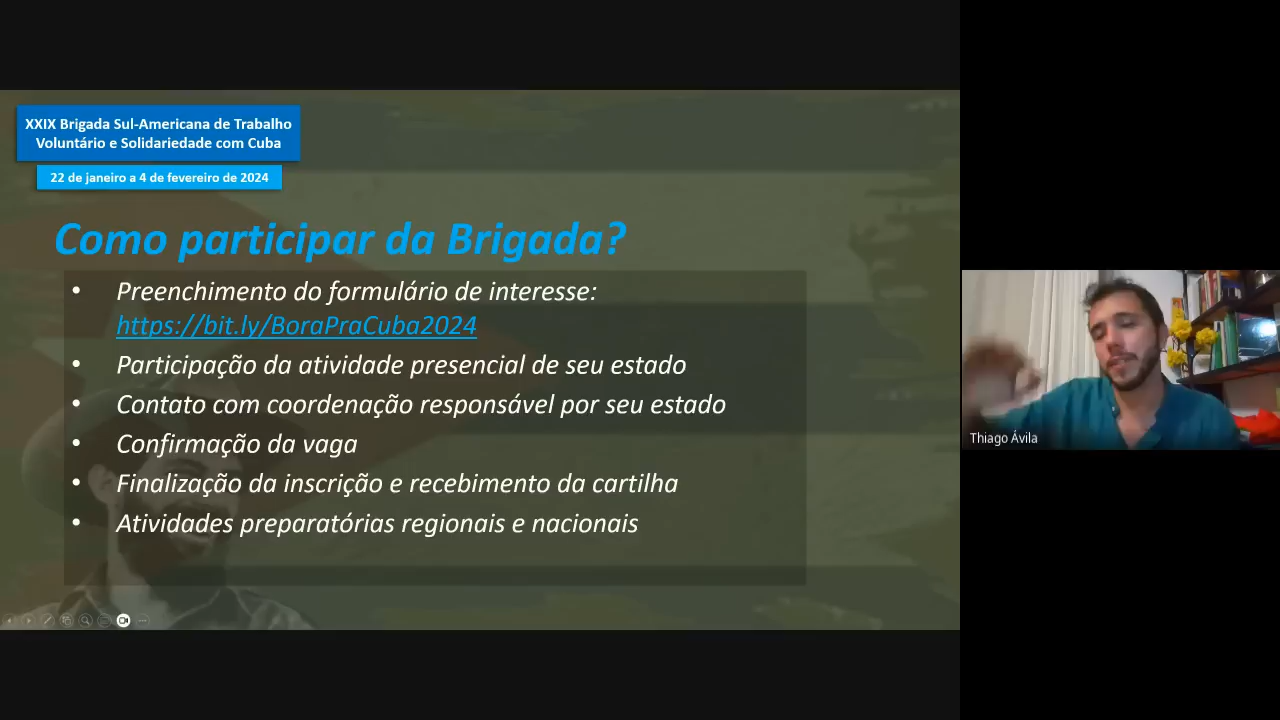 XXIX Brigada Sul-Americana de Trabalho
Voluntário e Solidariedade com Cuba
22 de janeiro a 4 de fevereiro de 2024
Como participar da Brigada?
• Preenchimento do formulário de interesse:
https://bit.ly/BoraPraCuba2024
• Participação da atividade presencial de seu estado
• Contato com coordenação responsável por seu estado
• Confirmação da vaga
• Finalização da inscrição e recebimento da cartilha
• Atividades preparatórias regionais e nacionais
Thiago Ávila